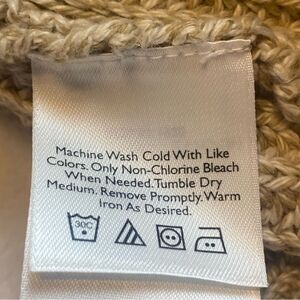 Machine Wash Cold With Like
Colors. Only Non-Chlorine Bleach
When Needed.Tumble Dry
Medium. Remove Promptly.Warm
Iron As Desired.
30C